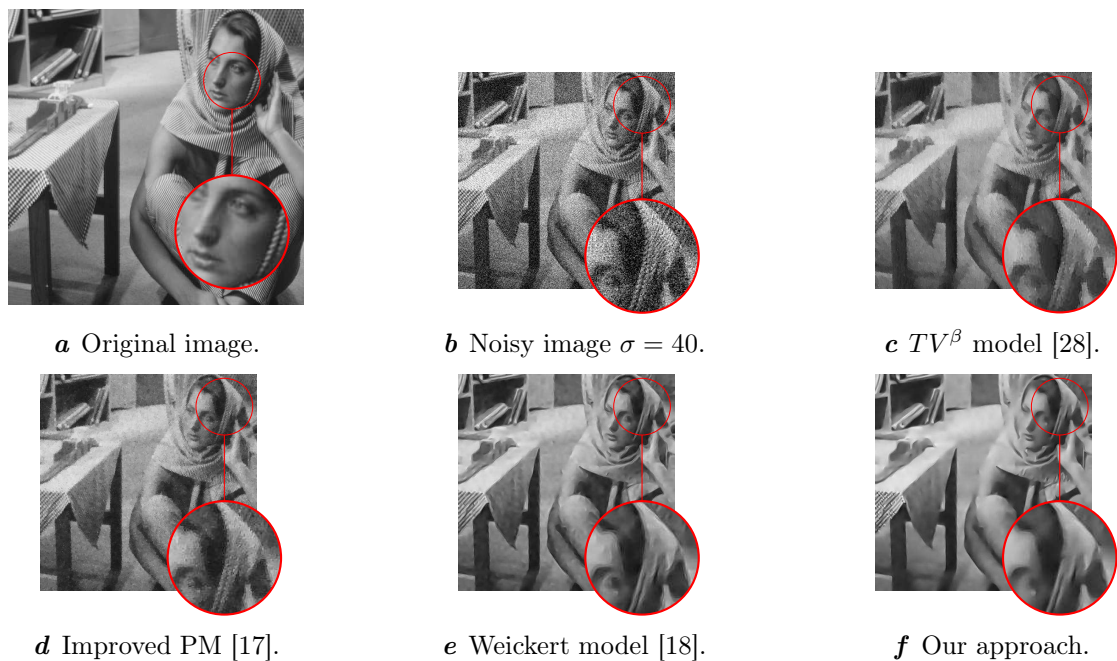 a Original image.
b Noisy image σ = 40.
c TV^β model [28].
d Improved PM [17].
e Weickert model [18].
f Our approach.